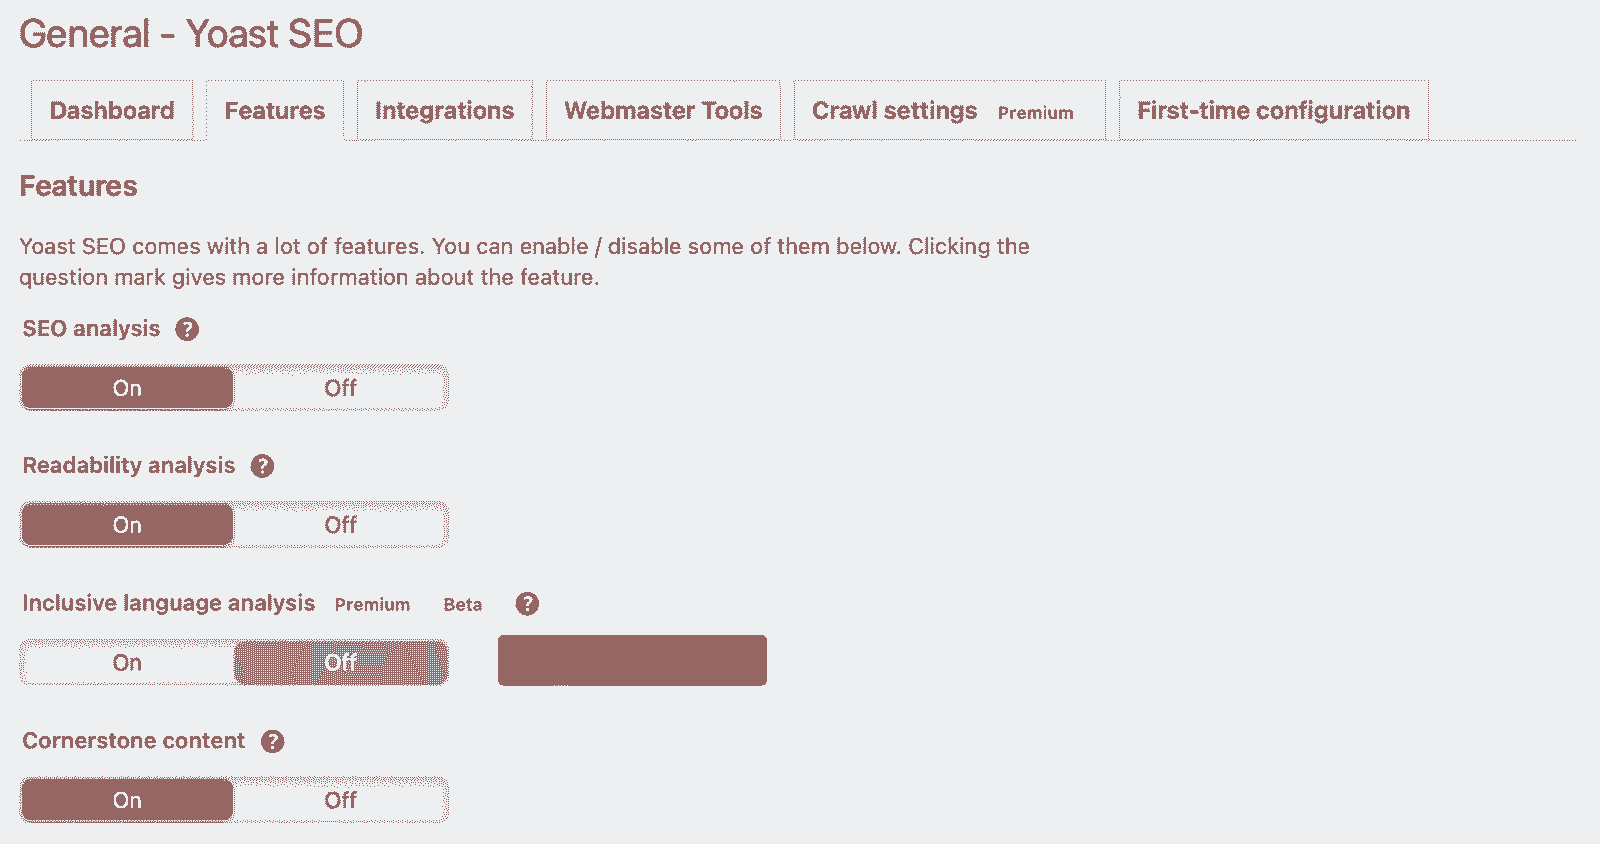 General - Yoast SEO
Dashboard Features Integrations Webmaster Tools Crawl settings Premium First-time configuration
Features
Yoast SEO comes with a lot of features. You can enable / disable some of them below. Clicking the
question mark gives more information about the feature.
SEO analysis ?
On Off
Readability analysis ?
On Off
Inclusive language analysis Premium Beta ?
On Off
Cornerstone content ?
On Off